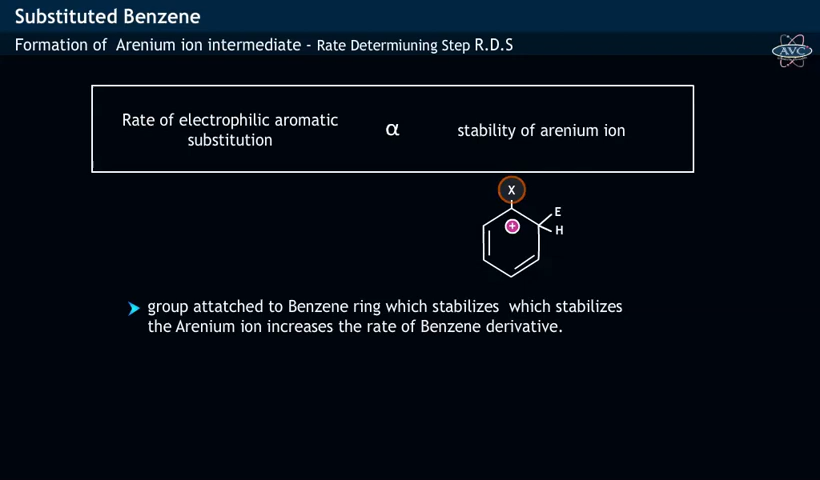 Substituted Benzene
Formation of Arenium ion intermediate - Rate Determiuning Step R.D.S
AVC
Rate of electrophilic aromatic
substitution
α
stability of arenium ion
X
+
E
H
group attatched to Benzene ring which stabilizes which stabilizes
the Arenium ion increases the rate of Benzene derivative.